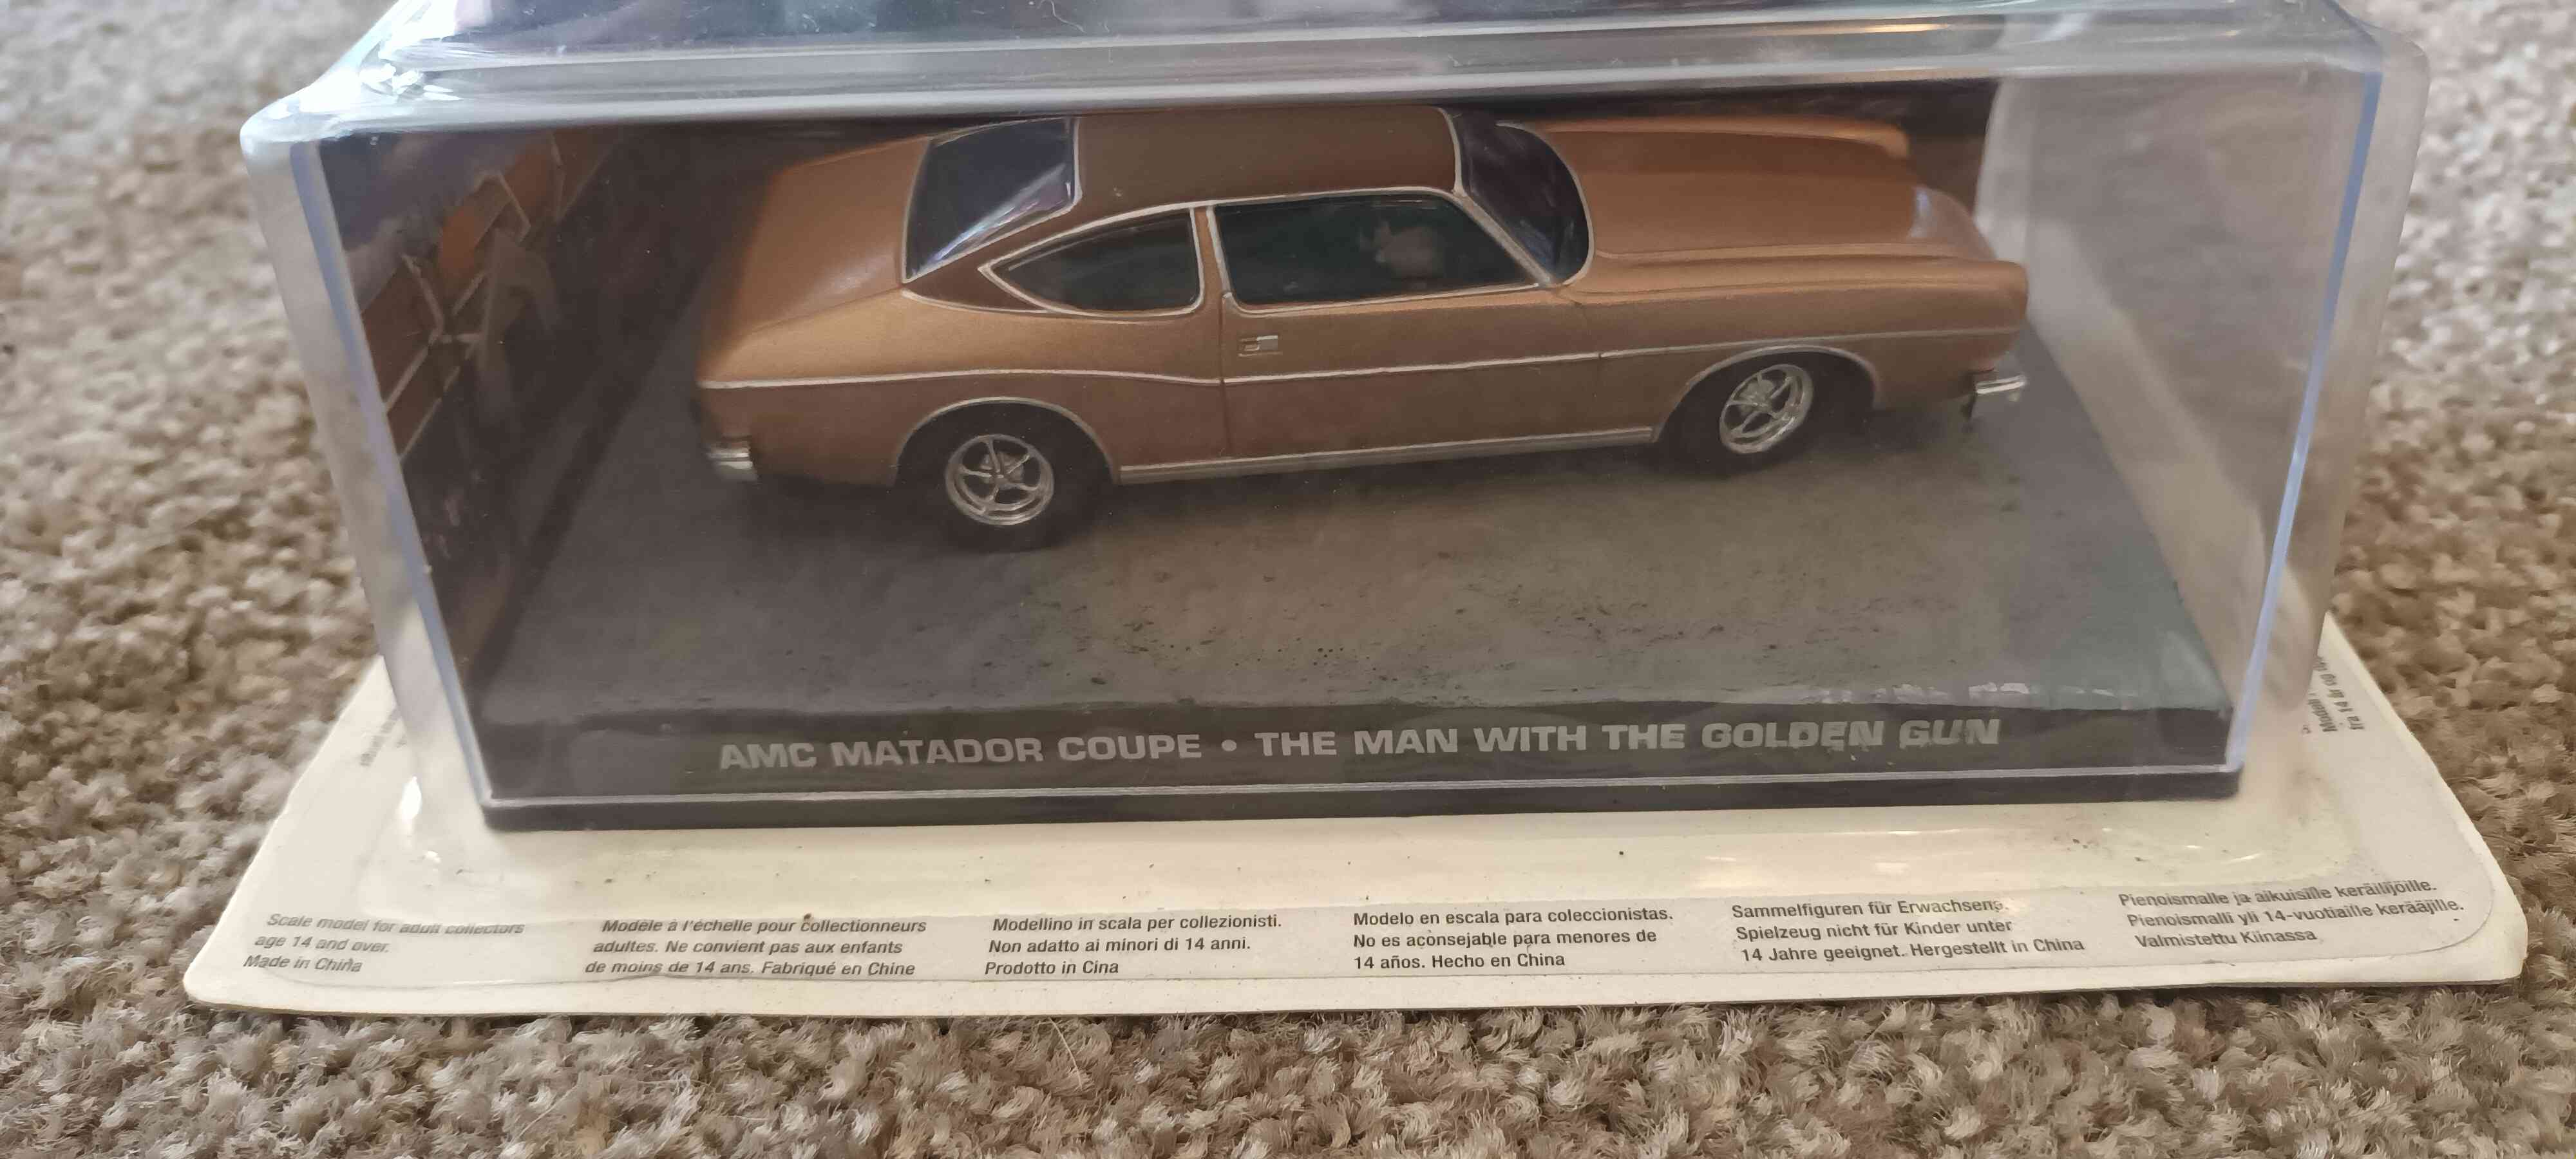 AMC MATADOR COUPE • THE MAN WITH THE GOLDEN GUN
Scale model for adult collectors
age 14 and over.
Made in China
Modèle à l'échelle pour collectionneurs
adultes. Ne convient pas aux enfants
de moins de 14 ans. Fabriqué en Chine
Modellino in scala per collezionisti.
Non adatto ai minori di 14 anni.
Prodotto in Cina
Modelo en escala para coleccionistas.
No es aconsejable para menores de
14 años. Hecho en China
Sammelfiguren für Erwachsene.
Spielzeug nicht für Kinder unter
14 Jahre geeignet. Hergestellt in China
Pienoismalle ja aikuisille keräilijöille.
Pienoismalli yli 14-vuotiaille kerääjille.
Valmistettu Kiinassa